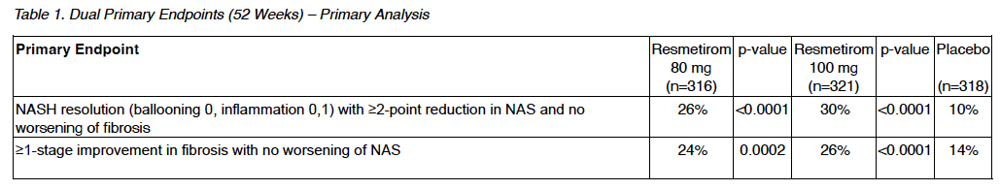 Table 1. Dual Primary Endpoints (52 Weeks) – Primary Analysis
Primary Endpoint Resmetirom p-value Resmetirom p-value Placebo
80 mg 100 mg
(n=316) (n=321) (n=318)
NASH resolution (ballooning 0, inflammation 0,1) with ≥2-point reduction in NAS and no 26% <0.0001 30% <0.0001 10%
worsening of fibrosis
≥1-stage improvement in fibrosis with no worsening of NAS 24% 0.0002 26% <0.0001 14%